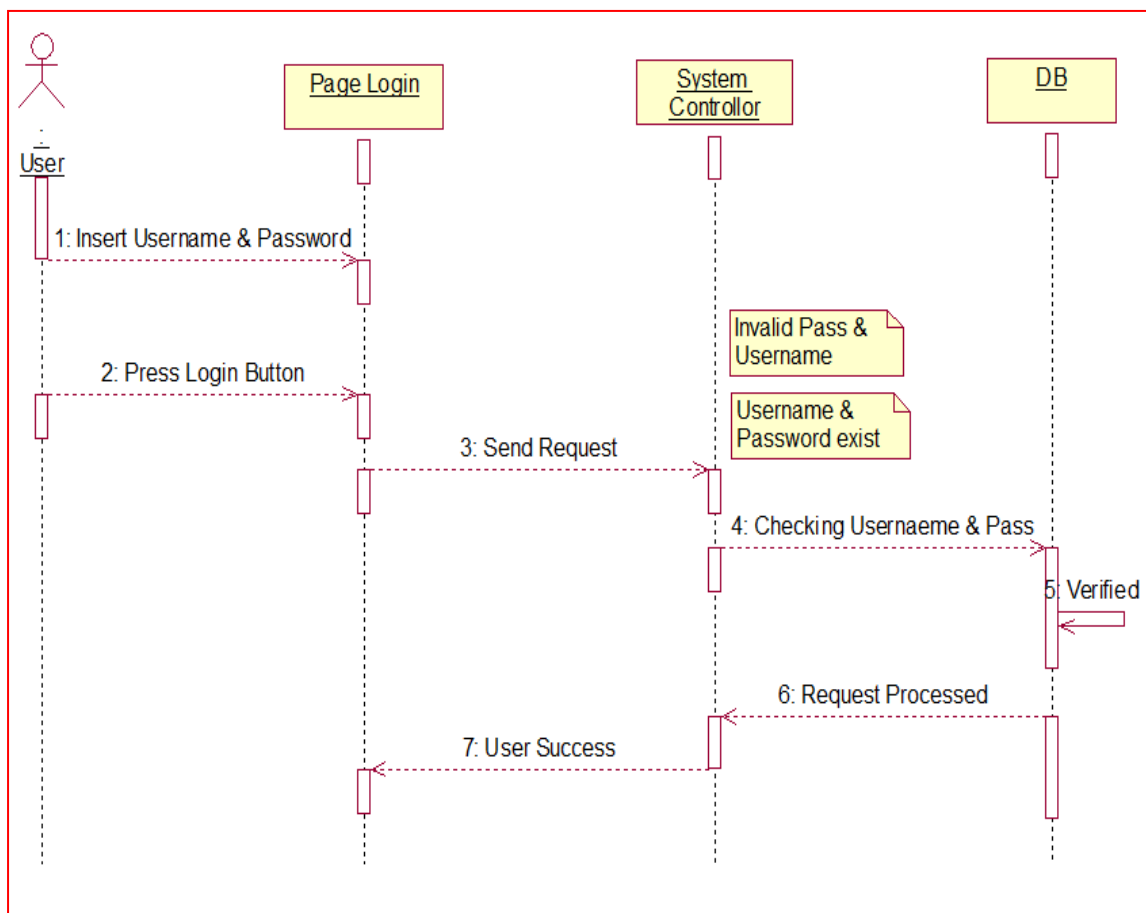 Page Login
System
Controllor
DB
:
User
1: Insert Username & Password
Invalid Pass &
Username
2: Press Login Button
Username &
Password exist
3: Send Request
4: Checking Usernaeme & Pass
5: Verified
6: Request Processed
7: User Success